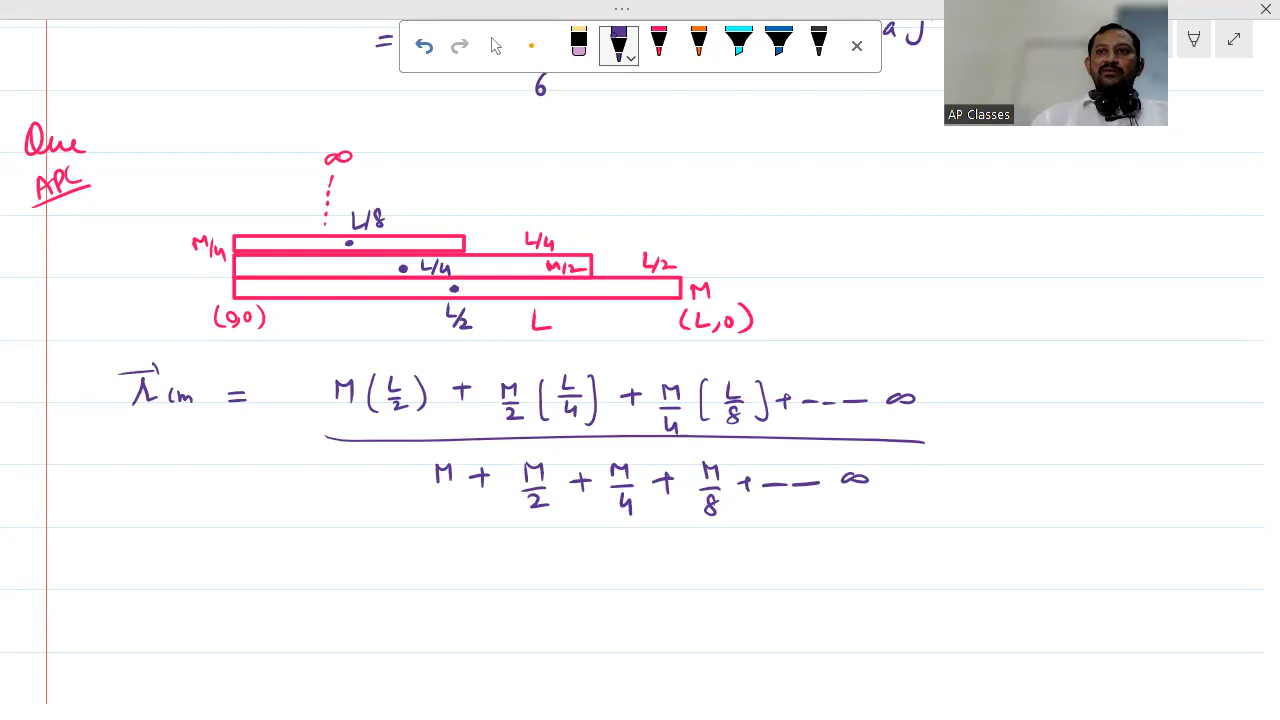 = a J
6
AP Classes
Que
APC
∞
L/8
M/4 L/4
L/4 M/2 L/2
M
(0,0) L/2 L (L,0)
r⃗cm = M(L/2) + M/2 [L/4] + M/4 [L/8] + --- ∞
M + M/2 + M/4 + M/8 + --- ∞